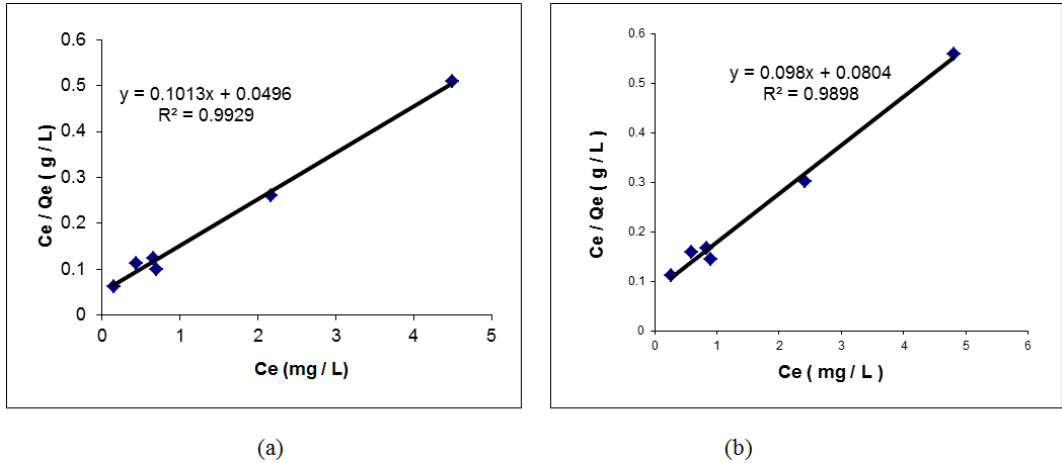 0.6
0.5
0.4
0.3
0.2
0.1
0
Ce / Qe ( g / L)
y = 0.1013x + 0.0496
R² = 0.9929
0 1 2 3 4 5
Ce (mg / L)
(a)
0.6
0.5
0.4
0.3
0.2
0.1
0
Ce / Qe ( g / L )
y = 0.098x + 0.0804
R² = 0.9898
0 1 2 3 4 5 6
Ce ( mg / L )
(b)